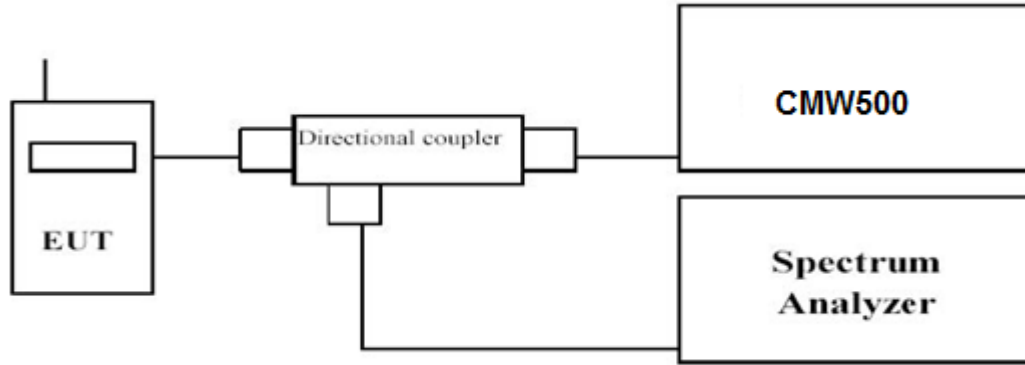 EUT
Directional coupler
CMW500
Spectrum
Analyzer